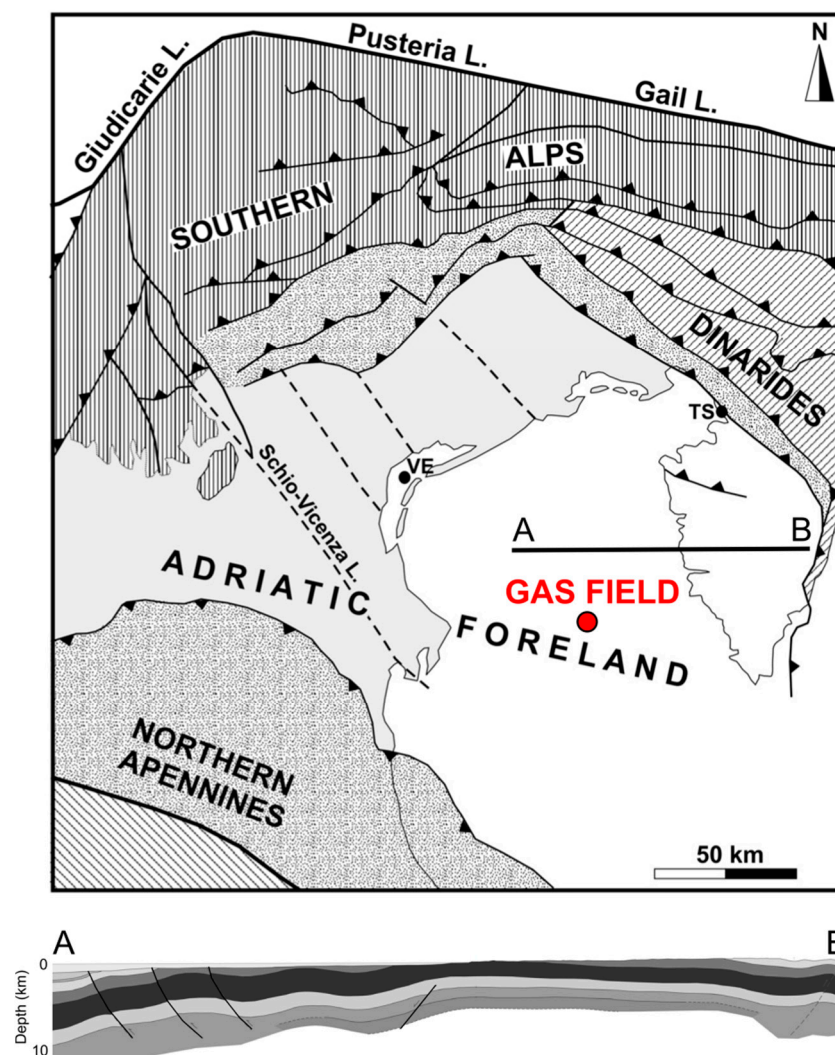 N
Pusteria L.
Giudicarie L.
Gail L.
ALPS
SOUTHERN
DINARIDES
TS
VE
Schio-Vicenza L.
A
B
ADRIATIC
GAS FIELD
FORELAND
NORTHERN
APENNINES
50 km
A
0
Depth (km)
10